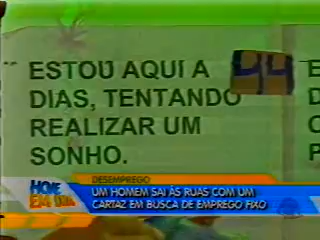 ESTOU AQUI A 44
DIAS, TENTANDO
REALIZAR UM
SONHO.
DESEMPREGO
HOJE
EM DIA
UM HOMEM SAI ÀS RUAS COM UM
CARTAZ EM BUSCA DE EMPREGO FIXO